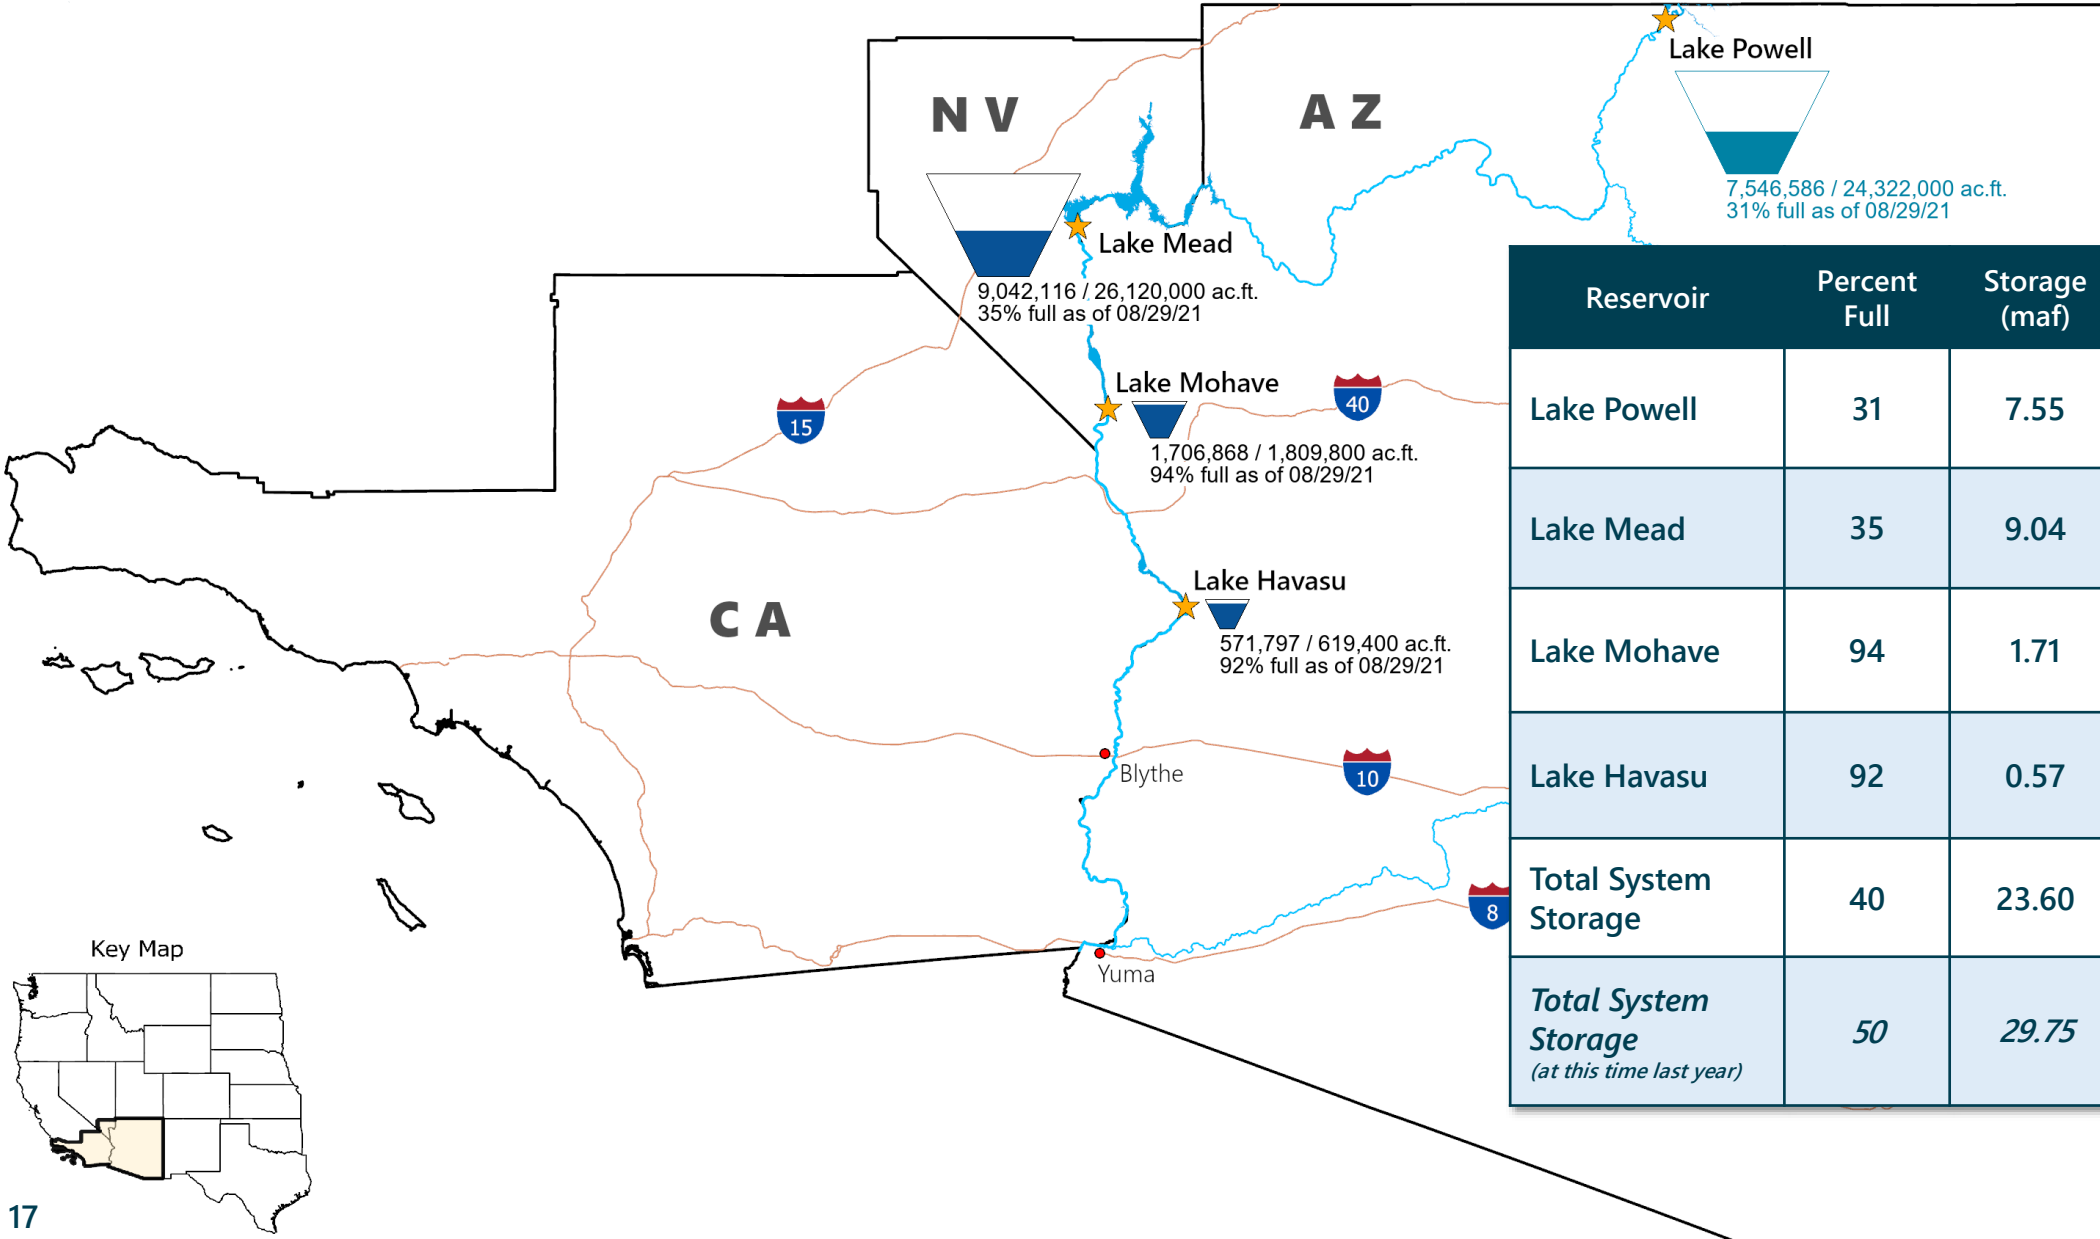 Lake Powell
N V
A Z
7,546,586 / 24,322,000 ac.ft.
31% full as of 08/29/21
Lake Mead
9,042,116 / 26,120,000 ac.ft.
35% full as of 08/29/21
Lake Mohave
1,706,868 / 1,809,800 ac.ft.
94% full as of 08/29/21
15
40
Lake Havasu
571,797 / 619,400 ac.ft.
92% full as of 08/29/21
C A
Blythe
10
8
Yuma
Reservoir Percent Full Storage (maf)
Lake Powell 31 7.55
Lake Mead 35 9.04
Lake Mohave 94 1.71
Lake Havasu 92 0.57
Total System Storage 40 23.60
Total System Storage (at this time last year) 50 29.75
Key Map
17